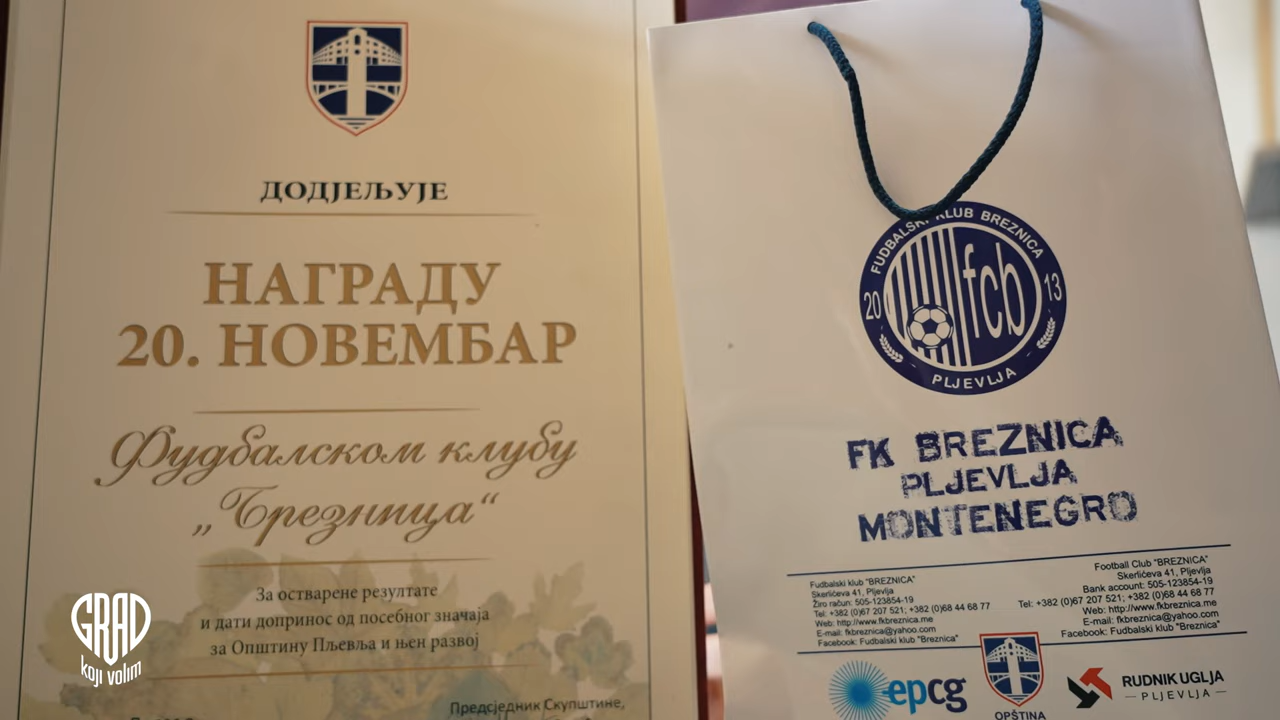 ДОДЈЕЉУЈЕ
НАГРАДУ
20. НОВЕМБАР
Фудбалском клубу
„Брезница“
За остварене резултате
и дати допринос од посебног значаја
за Општину Пљевља и њен развој
Предсједник Скупштине,
GRAD
koji volim
FUDBALSKI KLUB BREZNICA
20 13
fcb
PLJEVLJA
FK BREZNICA
PLJEVLJA
MONTENEGRO
Fudbalski klub "BREZNICA"
Skerlićeva 41, Pljevlja
Žiro račun: 505-123854-19
Tel: +382 (0)67 207 521; +382 (0)68 44 68 77
Web: http://www.fkbreznica.me
E-mail: fkbreznica@yahoo.com
Facebook: Fudbalski klub "Breznica"
Football Club "BREZNICA"
Skerlićeva 41, Pljevlja
Bank account: 505-123854-19
Tel: +382 (0)67 207 521; +382 (0)68 44 68 77
Web: http://www.fkbreznica.me
E-mail: fkbreznica@yahoo.com
Facebook: Fudbalski klub "Breznica"
epcg
ОПШТИНА
RUDNIK UGLJA
PLJEVLJA